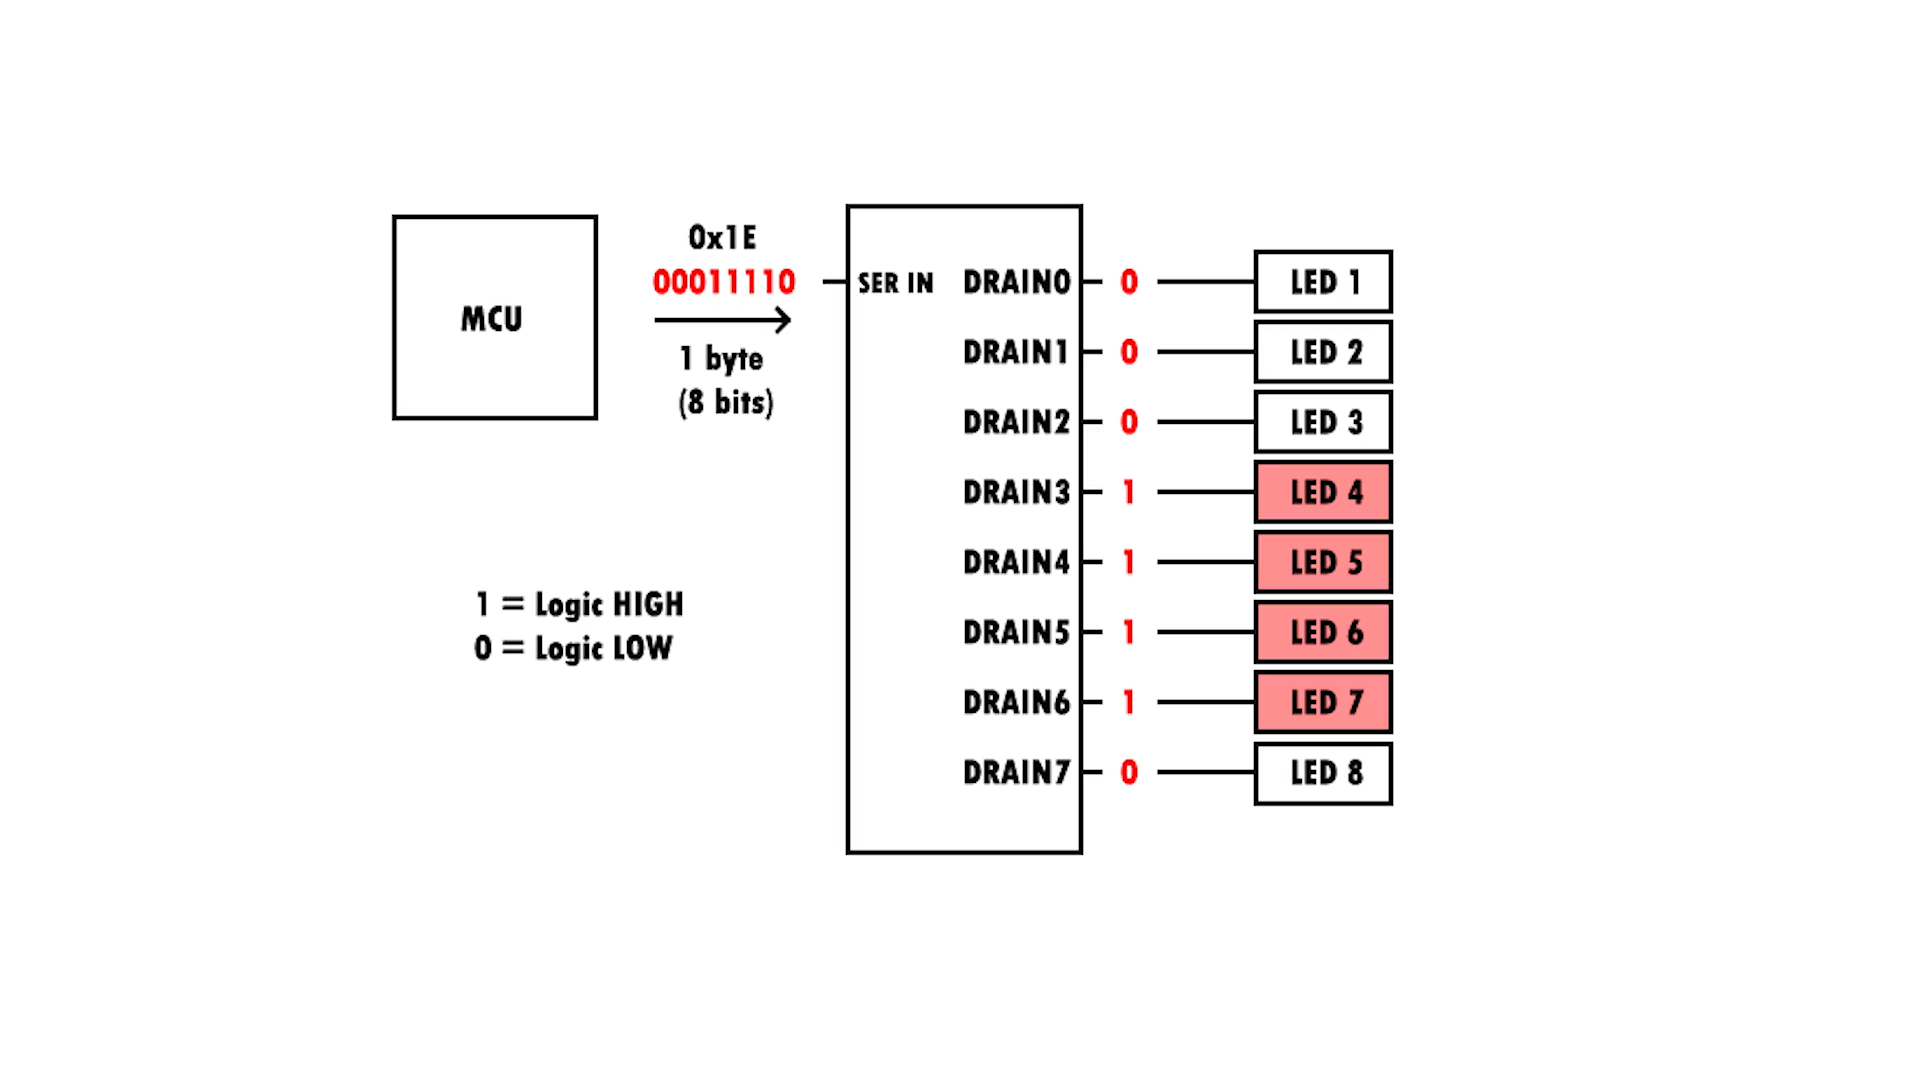 MCU
0x1E
00011110
1 byte
(8 bits)
1 = Logic HIGH
0 = Logic LOW
SER IN DRAIN0 0 LED 1
DRAIN1 0 LED 2
DRAIN2 0 LED 3
DRAIN3 1 LED 4
DRAIN4 1 LED 5
DRAIN5 1 LED 6
DRAIN6 1 LED 7
DRAIN7 0 LED 8